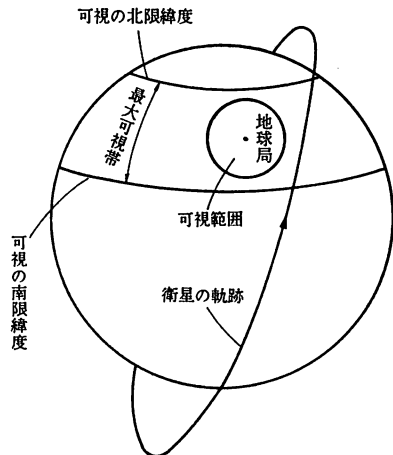 可視の北限緯度
最大可視帯
地球局
可視範囲
可視の南限緯度
衛星の軌跡